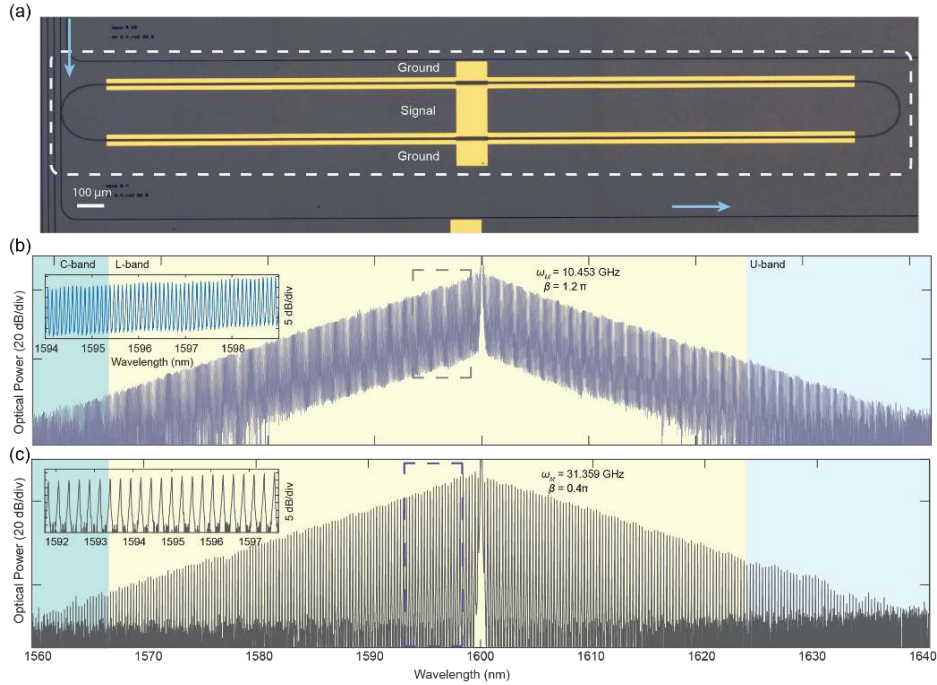 (a)
Ground
Signal
Ground
100 μm
(b)
C-band
L-band
U-band
ω_M = 10.453 GHz
β = 1.2 π
5 dB/div
1594 1595 1596 1597 1598
Wavelength (nm)
Optical Power (20 dB/div)
(c)
ω_M = 31.359 GHz
β = 0.4π
5 dB/div
1592 1593 1594 1595 1596 1597
Optical Power (20 dB/div)
1560 1570 1580 1590 1600 1610 1620 1630 1640
Wavelength (nm)